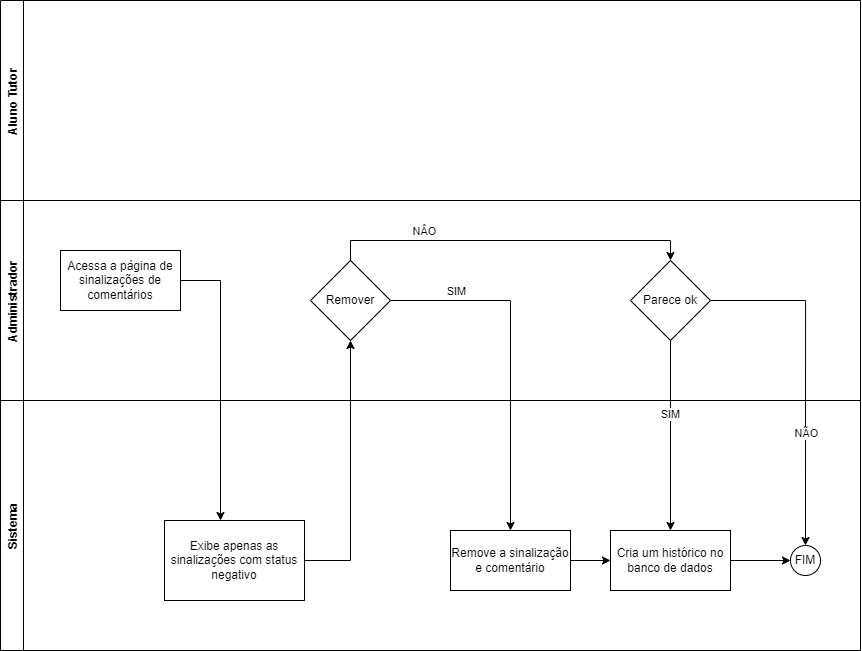 Aluno Tutor
Administrador
Acessa a página de
sinalizações de
comentários
NÂO
Remover
SIM
Parece ok
SIM
NÃO
Sistema
Exibe apenas as
sinalizações com status
negativo
Remove a sinalização
e comentário
Cria um histórico no
banco de dados
FIM